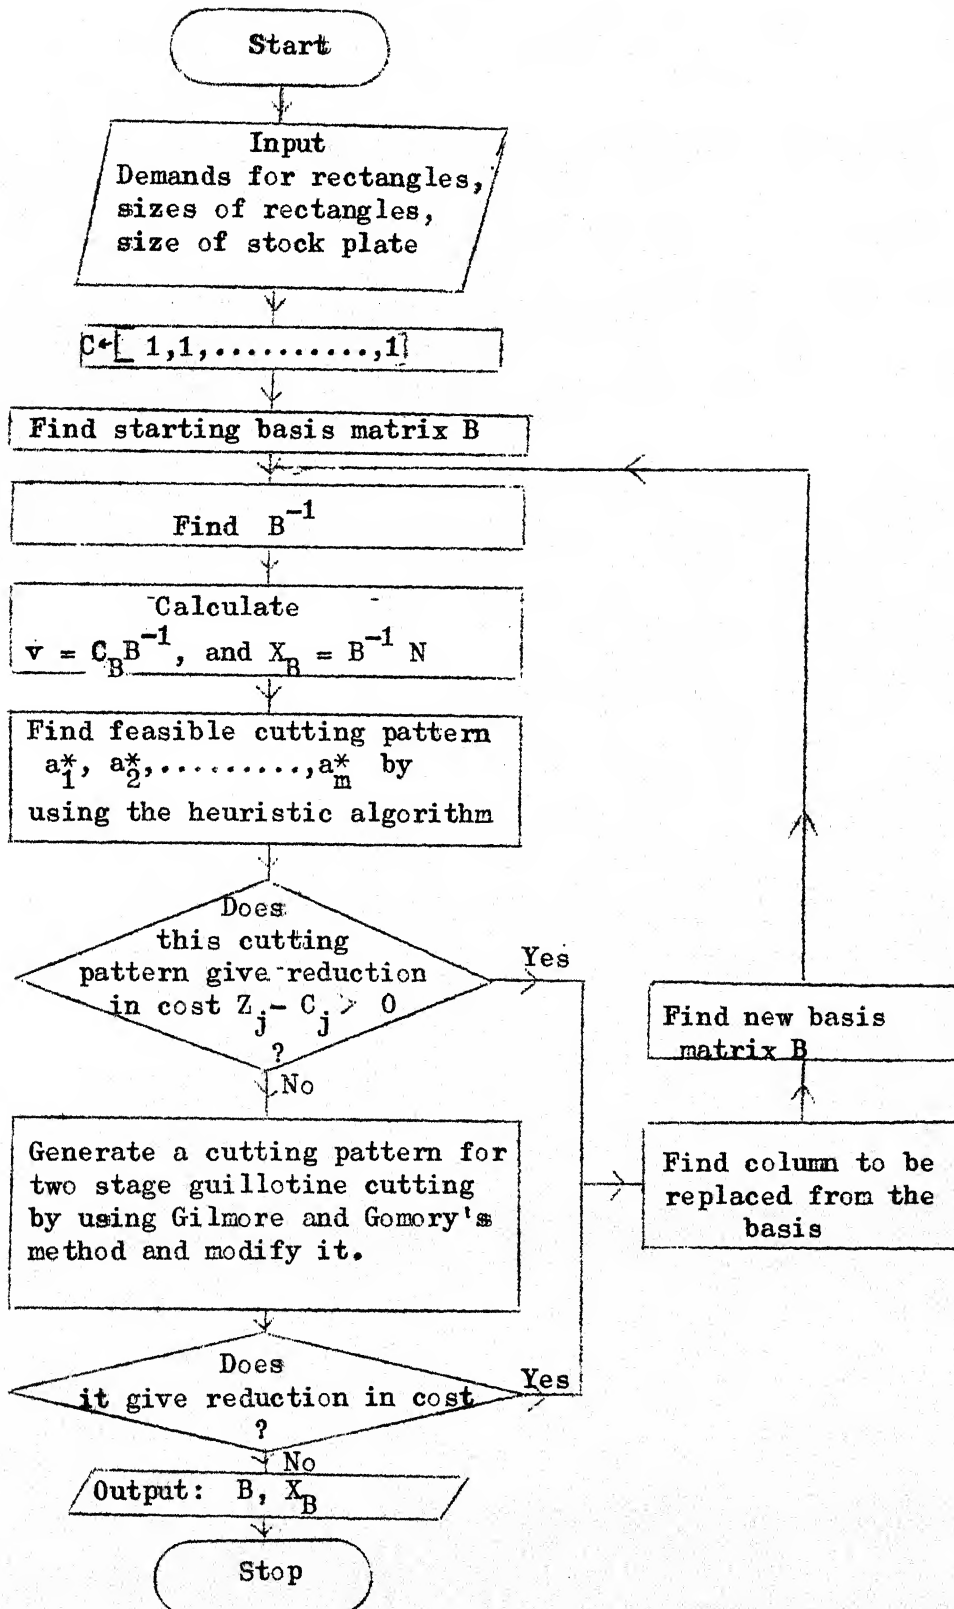 Start
Input
Demands for rectangles,
sizes of rectangles,
size of stock plate
C←[ 1,1,..........,1]
Find starting basis matrix B
Find B⁻¹
Calculate
v = C_B B⁻¹, and X_B = B⁻¹ N
Find feasible cutting pattern
a₁*, a₂*,.........,a_m* by
using the heuristic algorithm
Does
this cutting
pattern give reduction
in cost Z_j - C_j > 0
?
Yes
No
Generate a cutting pattern for
two stage guillotine cutting
by using Gilmore and Gomory's
method and modify it.
Does
it give reduction in cost
?
Yes
No
Find column to be
replaced from the
basis
Find new basis
matrix B
Output: B, X_B
Stop